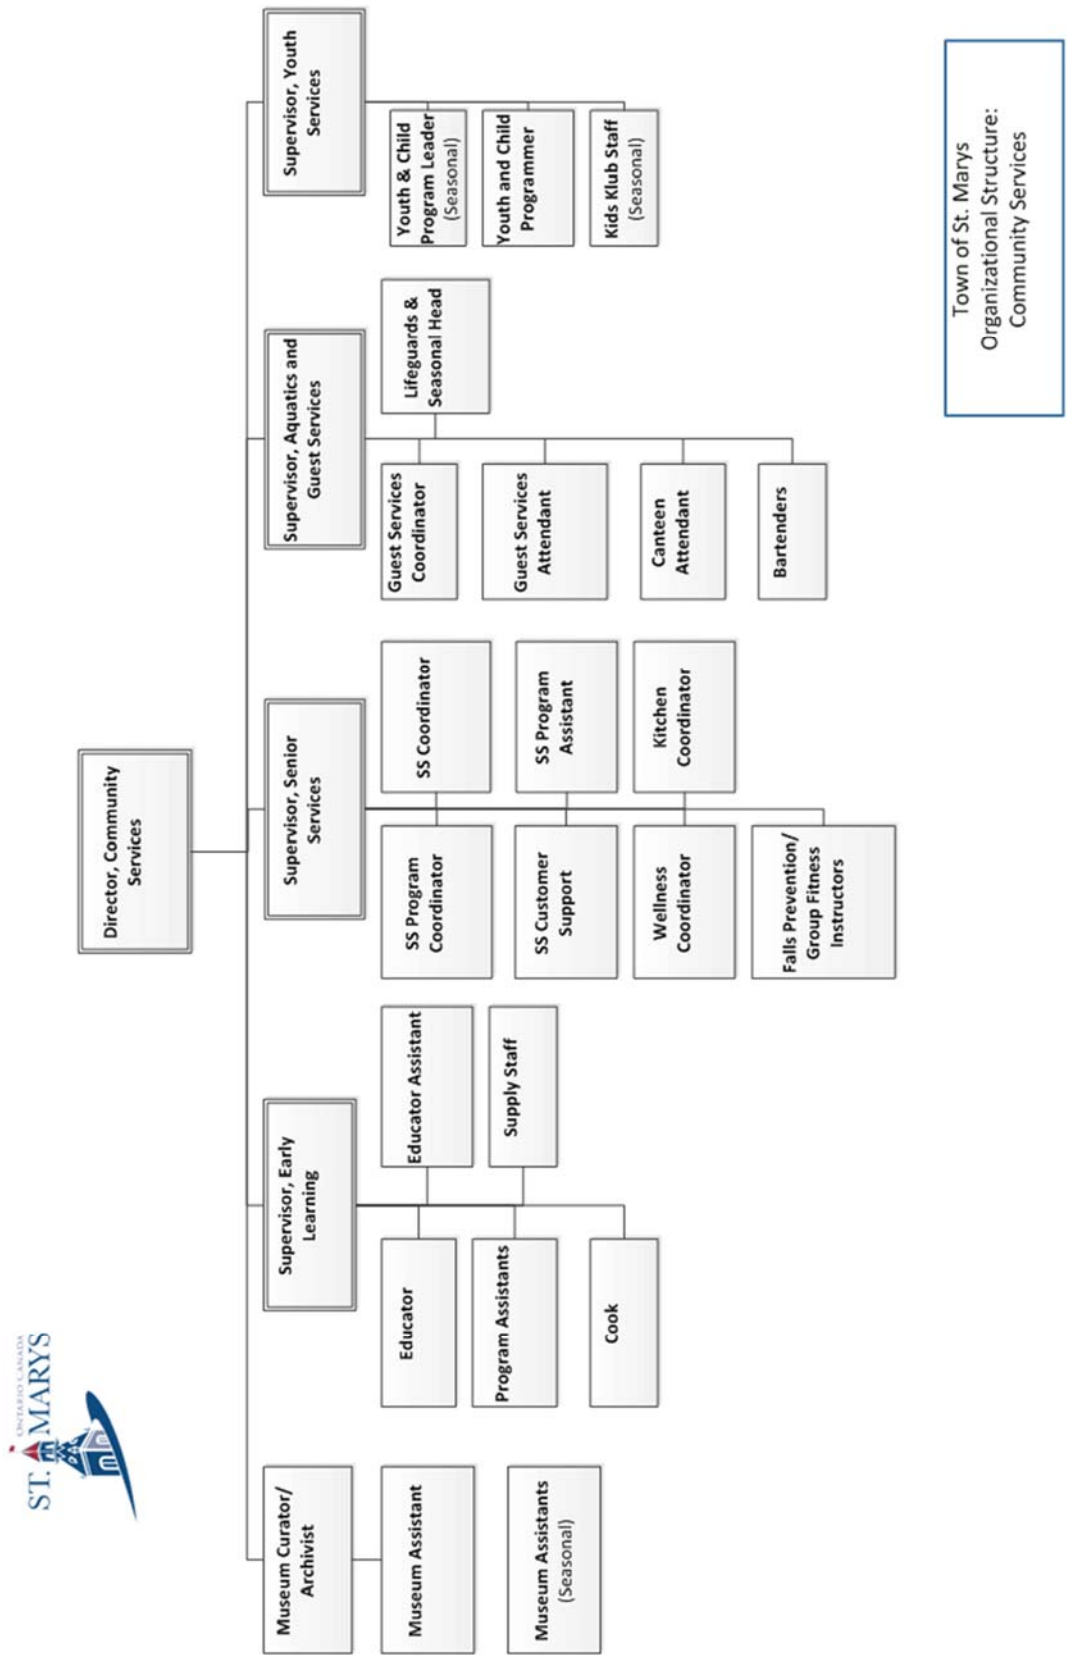 ONTARIO CANADA
ST. MARYS
Director, Community
Services
Museum Curator/
Archivist
Museum Assistant
Museum Assistants
(Seasonal)
Supervisor, Early
Learning
Educator
Educator Assistant
Program Assistants
Supply Staff
Cook
Supervisor, Senior
Services
SS Program
Coordinator
SS Coordinator
SS Customer
Support
SS Program
Assistant
Wellness
Coordinator
Kitchen
Coordinator
Falls Prevention/
Group Fitness
Instructors
Supervisor, Aquatics and
Guest Services
Guest Services
Coordinator
Lifeguards &
Seasonal Head
Guest Services
Attendant
Canteen
Attendant
Bartenders
Supervisor, Youth
Services
Youth & Child
Program Leader
(Seasonal)
Youth and Child
Programmer
Kids Klub Staff
(Seasonal)
Town of St. Marys
Organizational Structure:
Community Services